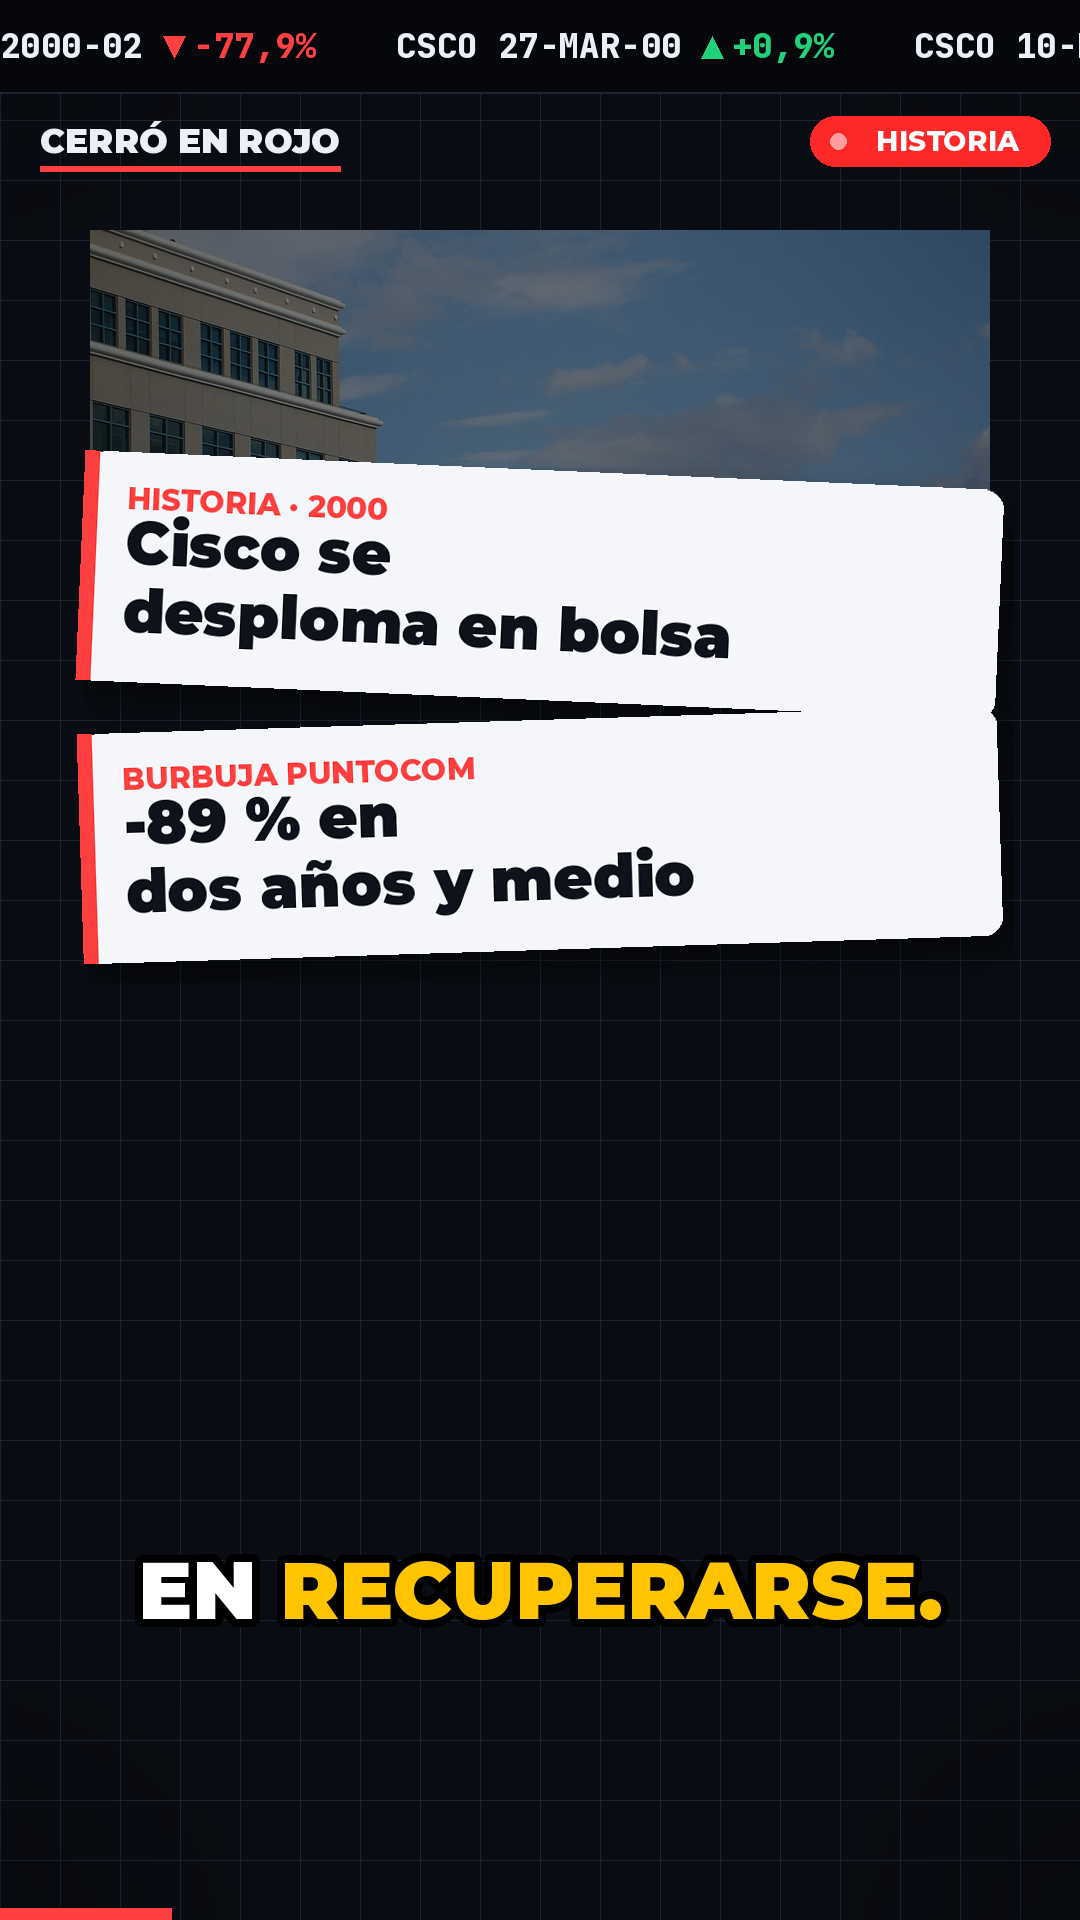 2000-02 ▼-77,9% CSCO 27-MAR-00 ▲+0,9% CSCO 10-
CERRÓ EN ROJO
HISTORIA
HISTORIA • 2000
Cisco se
desploma en bolsa
BURBUJA PUNTOCOM
-89 % en
dos años y medio
EN RECUPERARSE.